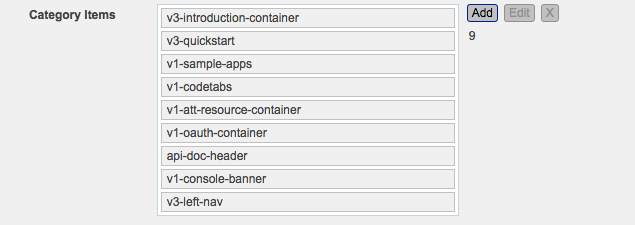 Category Items
v3-introduction-container
v3-quickstart
v1-sample-apps
v1-codetabs
v1-att-resource-container
v1-oauth-container
api-doc-header
v1-console-banner
v3-left-nav
Add Edit X
9